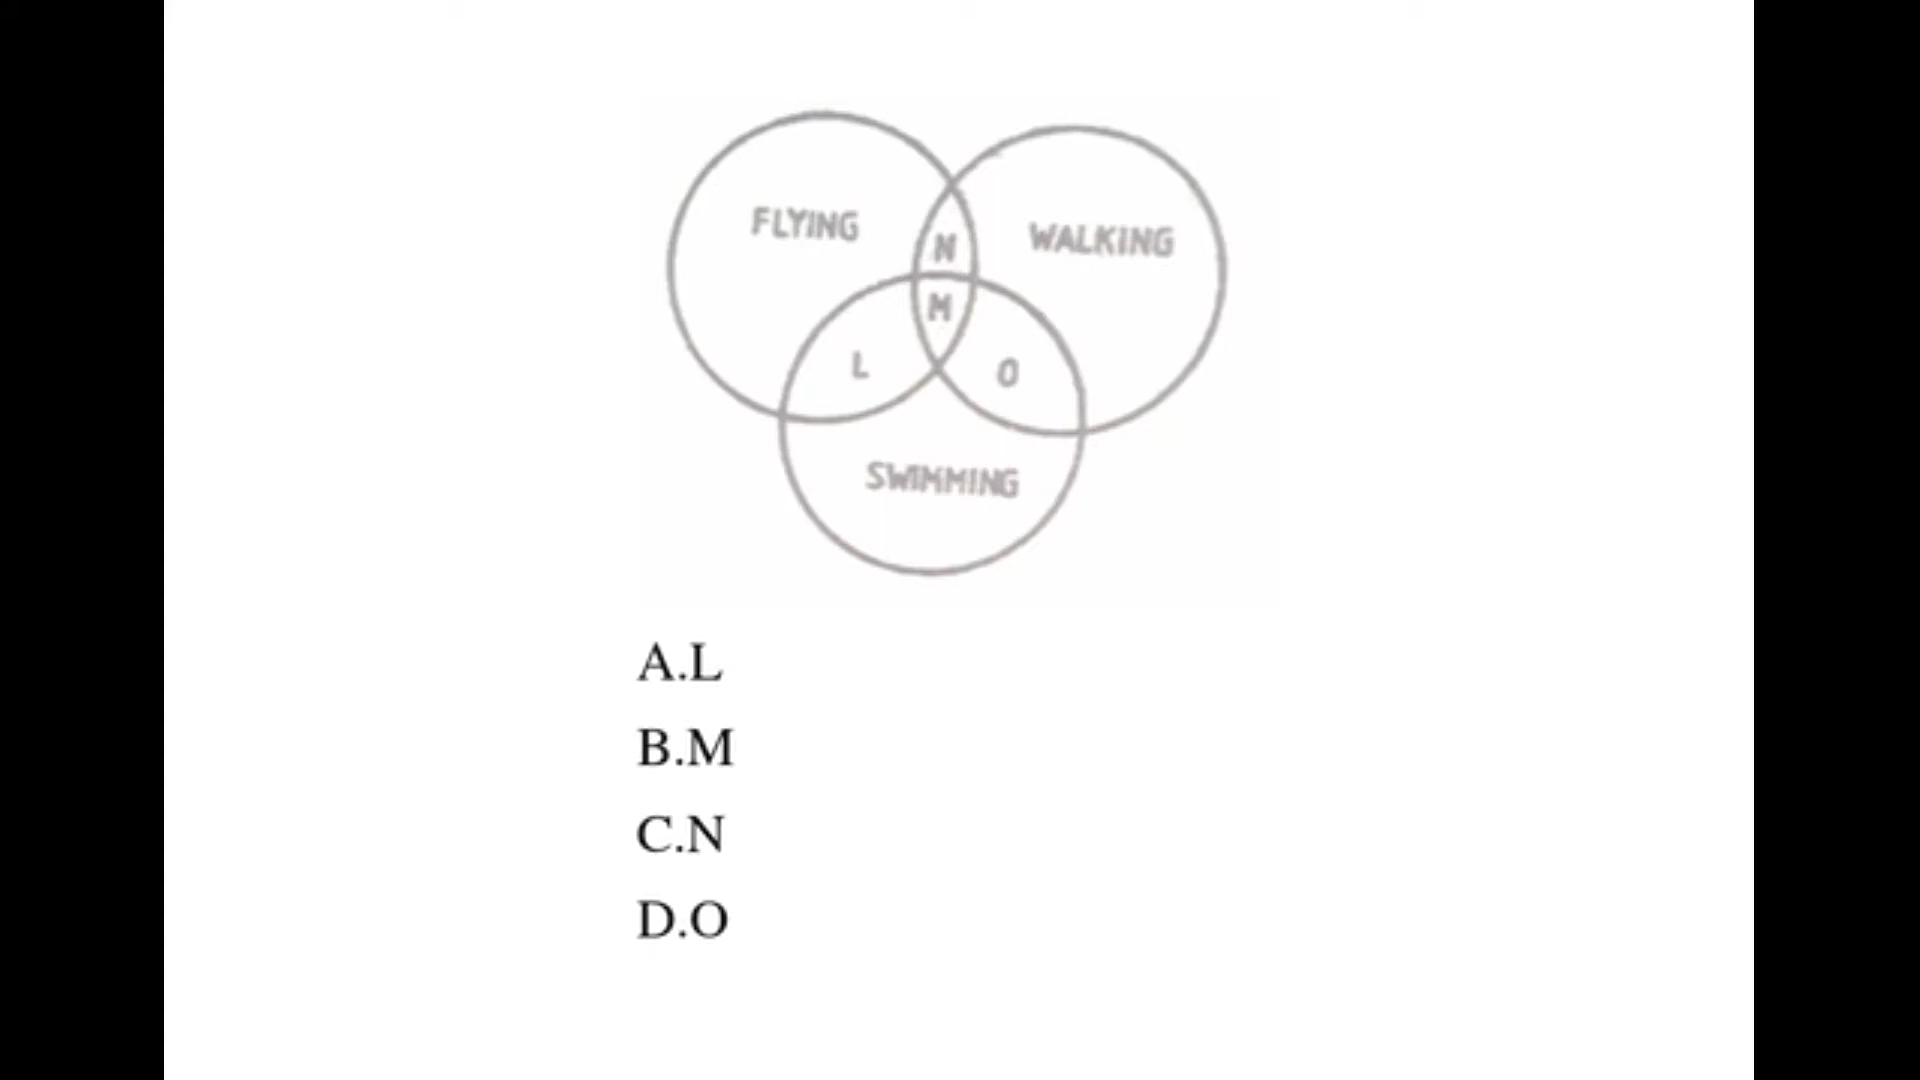 FLYING
WALKING
N
M
L
O
SWIMMING
A.L
B.M
C.N
D.O